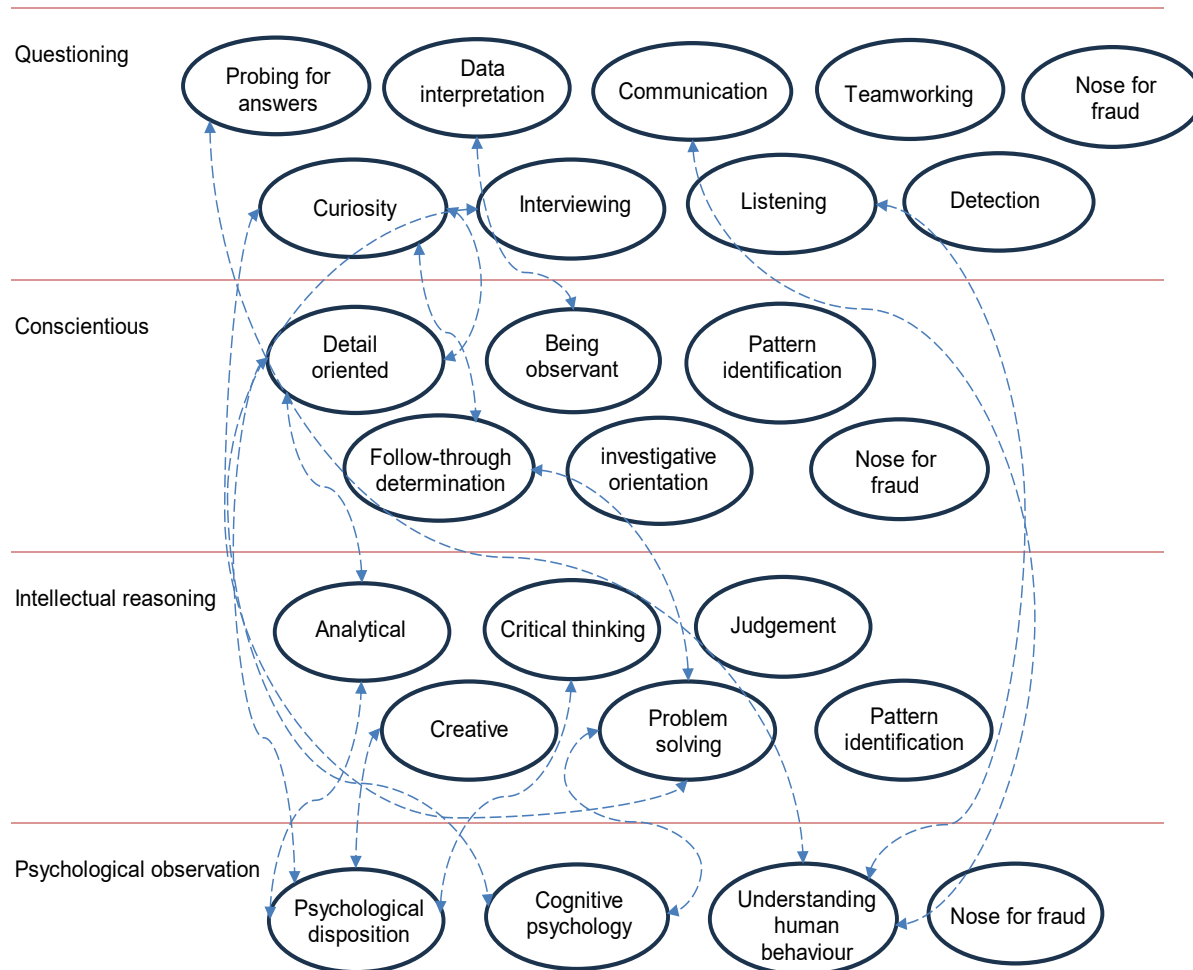 Questioning
Probing for
answers
Data
interpretation
Communication
Teamworking
Nose for
fraud
Curiosity
Interviewing
Listening
Detection
Conscientious
Detail
oriented
Being
observant
Pattern
identification
Follow-through
determination
investigative
orientation
Nose for
fraud
Intellectual reasoning
Analytical
Critical thinking
Judgement
Creative
Problem
solving
Pattern
identification
Psychological observation
Psychological
disposition
Cognitive
psychology
Understanding
human
behaviour
Nose for fraud